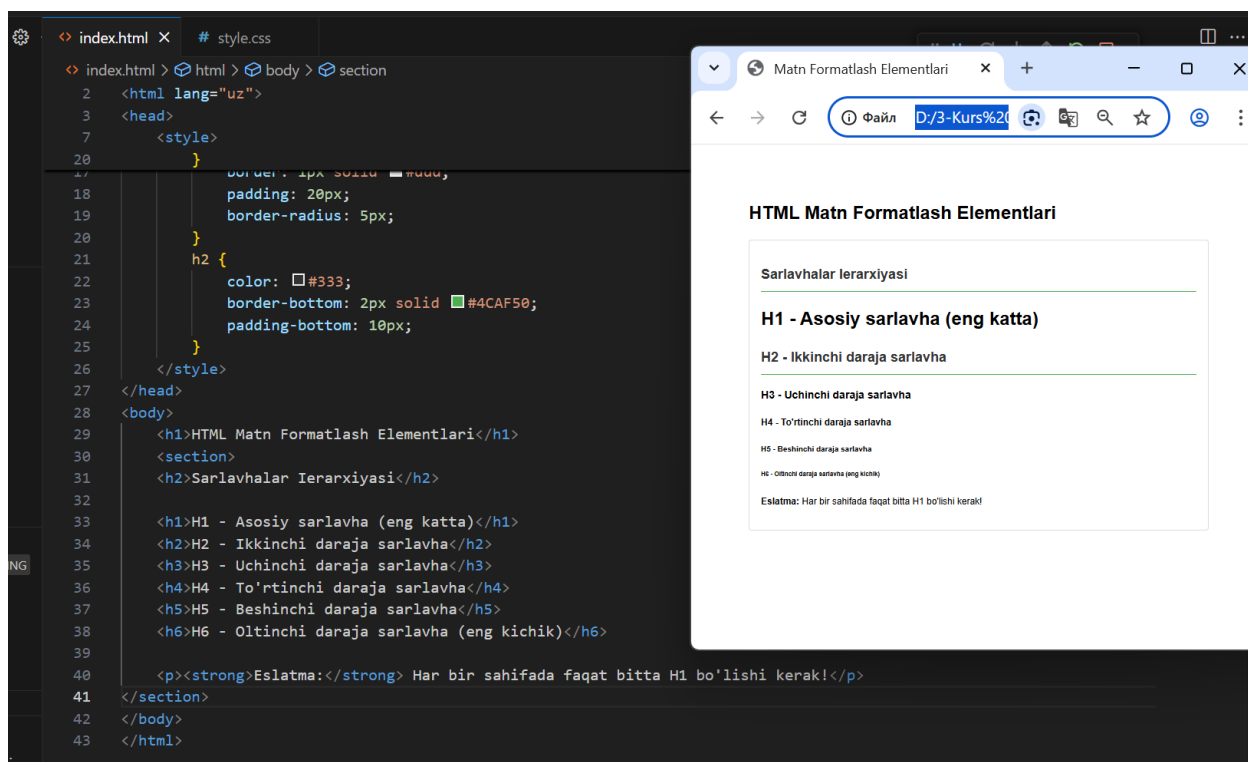 index.html
style.css
index.html > html > body > section
2 <html lang="uz">
3 <head>
7 <style>
20 }
17 border: 1px solid #ddd;
18 padding: 20px;
19 border-radius: 5px;
20 }
21 h2 {
22 color: #333;
23 border-bottom: 2px solid #4CAF50;
24 padding-bottom: 10px;
25 }
26 </style>
27 </head>
28 <body>
29 <h1>HTML Matn Formatlash Elementlari</h1>
30 <section>
31 <h2>Sarlavhalar Ierarxiyasi</h2>
32
33 <h1>H1 - Asosiy sarlavha (eng katta)</h1>
34 <h2>H2 - Ikkinchi daraja sarlavha</h2>
35 <h3>H3 - Uchinchi daraja sarlavha</h3>
36 <h4>H4 - To'rtinchi daraja sarlavha</h4>
37 <h5>H5 - Beshinchi daraja sarlavha</h5>
38 <h6>H6 - Oltinchi daraja sarlavha (eng kichik)</h6>
39
40 <p><strong>Eslatma:</strong> Har bir sahifada faqat bitta H1 bo'lishi kerak!</p>
41 </section>
42 </body>
43 </html>
NG
Matn Formatlash Elementlari
Файл D:/3-Kurs%20
HTML Matn Formatlash Elementlari
Sarlavhalar Ierarxiyasi
H1 - Asosiy sarlavha (eng katta)
H2 - Ikkinchi daraja sarlavha
H3 - Uchinchi daraja sarlavha
H4 - To'rtinchi daraja sarlavha
H5 - Beshinchi daraja sarlavha
H6 - Oltinchi daraja sarlavha (eng kichik)
Eslatma: Har bir sahifada faqat bitta H1 bo'lishi kerak!